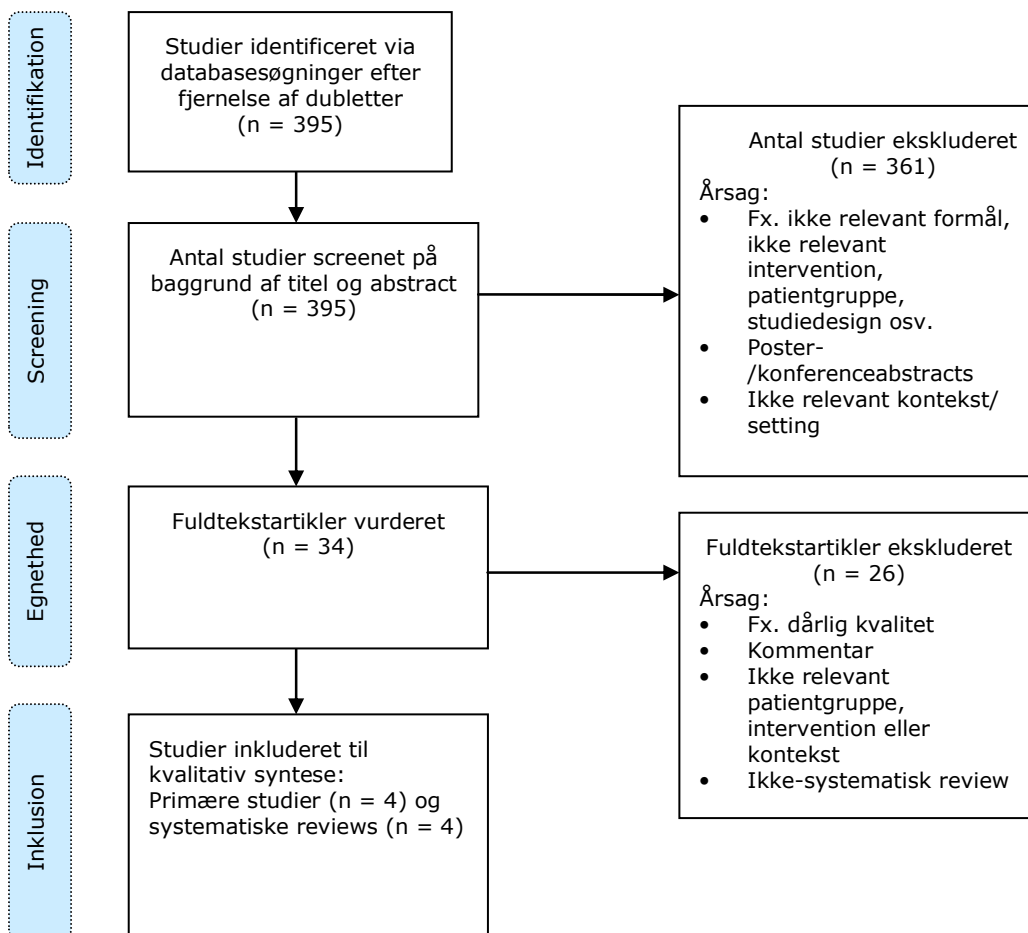 Identifikation
Studier identificeret via
databasesøgninger efter
fjernelse af dubletter
(n = 395)
Antal studier ekskluderet
(n = 361)
Årsag:
• Fx. ikke relevant formål,
ikke relevant
intervention,
patientgruppe,
studiedesign osv.
• Poster-
/konferenceabstracts
• Ikke relevant kontekst/
setting
Screening
Antal studier screenet på
baggrund af titel og abstract
(n = 395)
Egnethed
Fuldtekstartikler vurderet
(n = 34)
Fuldtekstartikler ekskluderet
(n = 26)
Årsag:
• Fx. dårlig kvalitet
• Kommentar
• Ikke relevant
patientgruppe,
intervention eller
kontekst
• Ikke-systematisk review
Inklusion
Studier inkluderet til
kvalitativ syntese:
Primære studier (n = 4) og
systematiske reviews (n = 4)